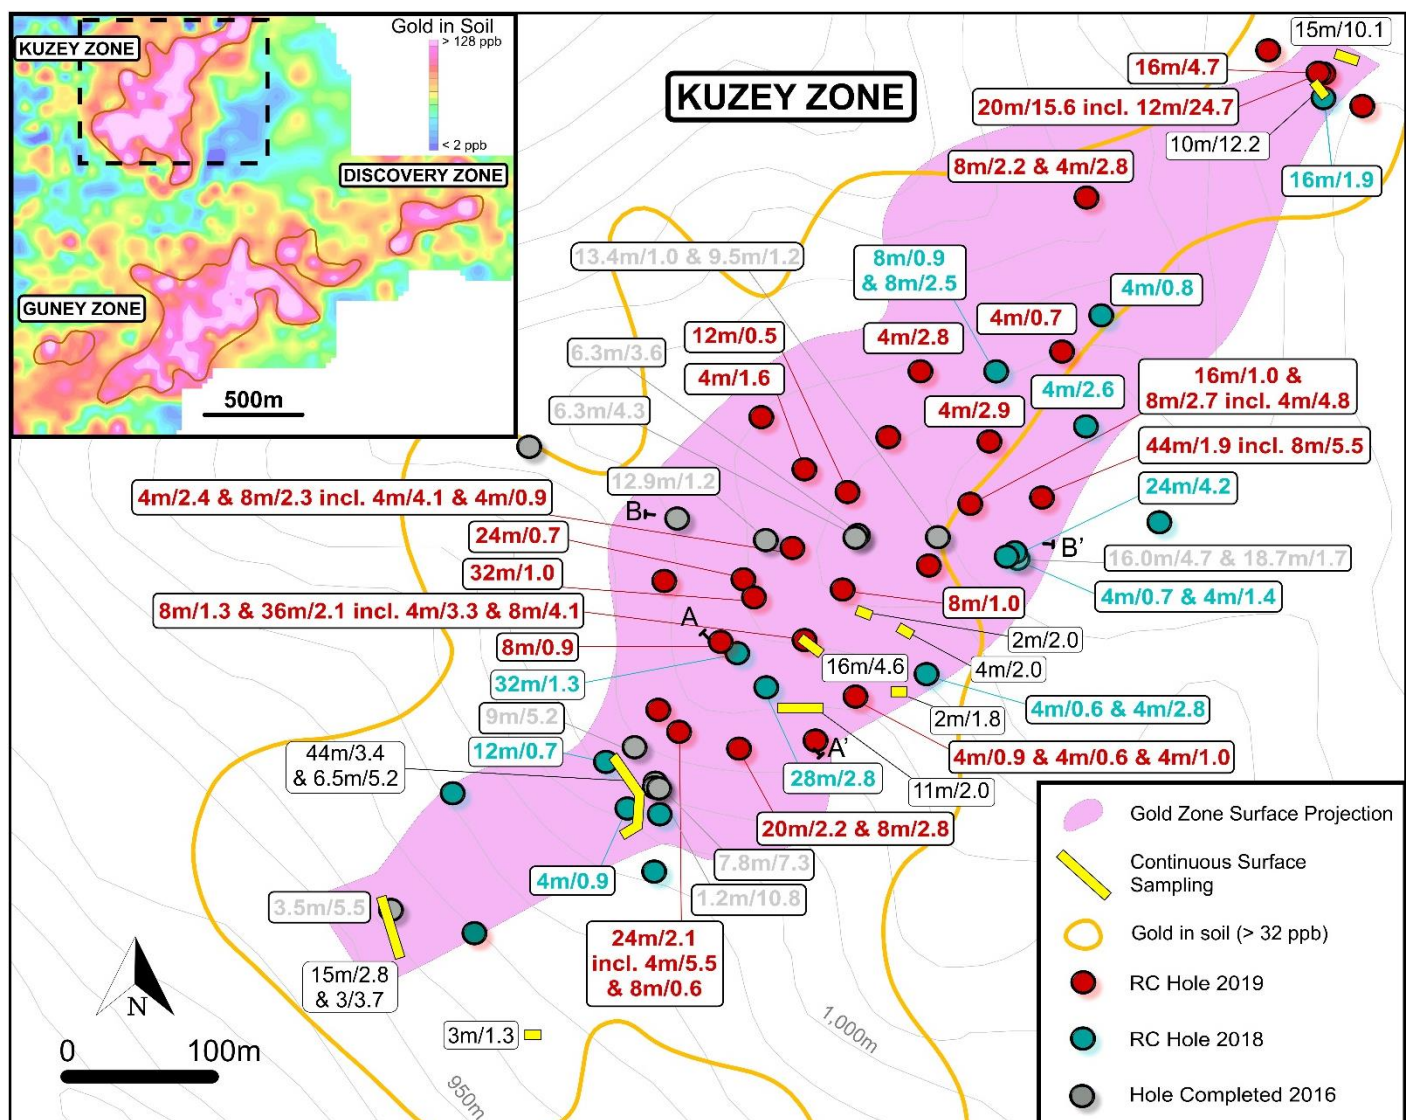 KUZEY ZONE
Gold in Soil
> 128 ppb
< 2 ppb
DISCOVERY ZONE
GUNEY ZONE
500m
KUZEY ZONE
15m/10.1
16m/4.7
20m/15.6 incl. 12m/24.7
10m/12.2
16m/1.9
8m/2.2 & 4m/2.8
13.4m/1.0 & 9.5m/1.2
8m/0.9
& 8m/2.5
4m/0.8
4m/0.7
12m/0.5
4m/2.8
6.3m/3.6
4m/1.6
4m/2.6
16m/1.0 &
8m/2.7 incl. 4m/4.8
6.3m/4.3
4m/2.9
44m/1.9 incl. 8m/5.5
12.9m/1.2
24m/4.2
4m/2.4 & 8m/2.3 incl. 4m/4.1 & 4m/0.9
B
B'
24m/0.7
16.0m/4.7 & 18.7m/1.7
32m/1.0
4m/0.7 & 4m/1.4
8m/1.3 & 36m/2.1 incl. 4m/3.3 & 8m/4.1
8m/1.0
A
2m/2.0
8m/0.9
16m/4.6
4m/2.0
32m/1.3
9m/5.2
2m/1.8
4m/0.6 & 4m/2.8
12m/0.7
44m/3.4
& 6.5m/5.2
A'
4m/0.9 & 4m/0.6 & 4m/1.0
28m/2.8
11m/2.0
20m/2.2 & 8m/2.8
7.8m/7.3
4m/0.9
1.2m/10.8
3.5m/5.5
24m/2.1
incl. 4m/5.5
& 8m/0.6
15m/2.8
& 3/3.7
3m/1.3
1,000m
950m
N
0
100m
Gold Zone Surface Projection
Continuous Surface
Sampling
Gold in soil (> 32 ppb)
RC Hole 2019
RC Hole 2018
Hole Completed 2016